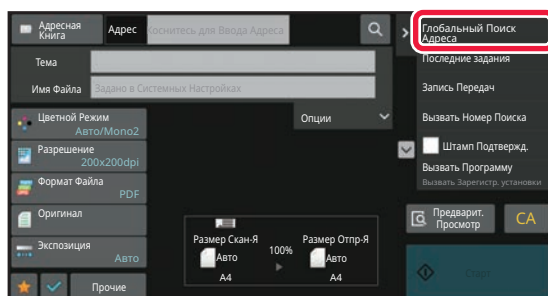 Адресная
Книга
Адрес
Коснитесь для Ввода Адреса
Тема
Имя Файла
Задано в Системных Настройках
Цветной Режим
Авто/Mono2
Разрешение
200x200dpi
Формат Файла
PDF
Оригинал
Экспозиция
Авто
Прочие
Опции
Размер Скан-Я
Авто
A4
100%
Размер Отпр-Я
Авто
A4
Глобальный Поиск
Адреса
Последние задания
Запись Передач
Вызвать Номер Поиска
Штамп Подтвержд.
Вызвать Программу
Вызвать Зарегистр. установки
Предварит.
Просмотр
CA
Старт